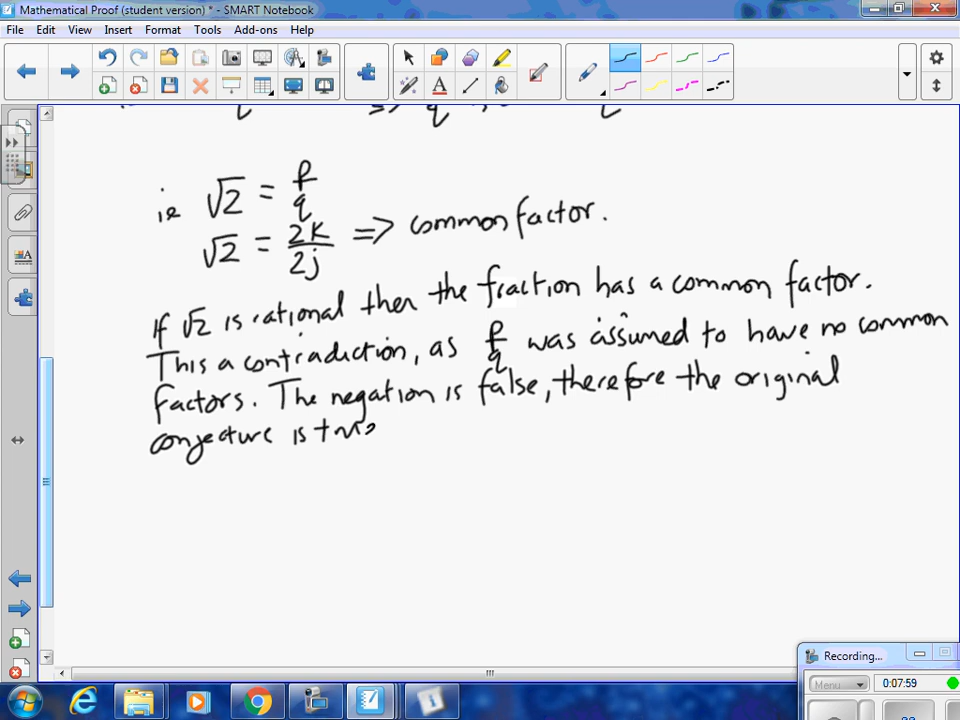 Mathematical Proof (student version) * - SMART Notebook
File Edit View Insert Format Tools Add-ons Help
ie √2 = p/q
√2 = 2k/2j => common factor.
If √2 is rational then the fraction has a common factor.
This a contradiction, as p/q was assumed to have no common
factors. The negation is false, therefore the original
conjecture is true
Recording...
Menu
0:07:59